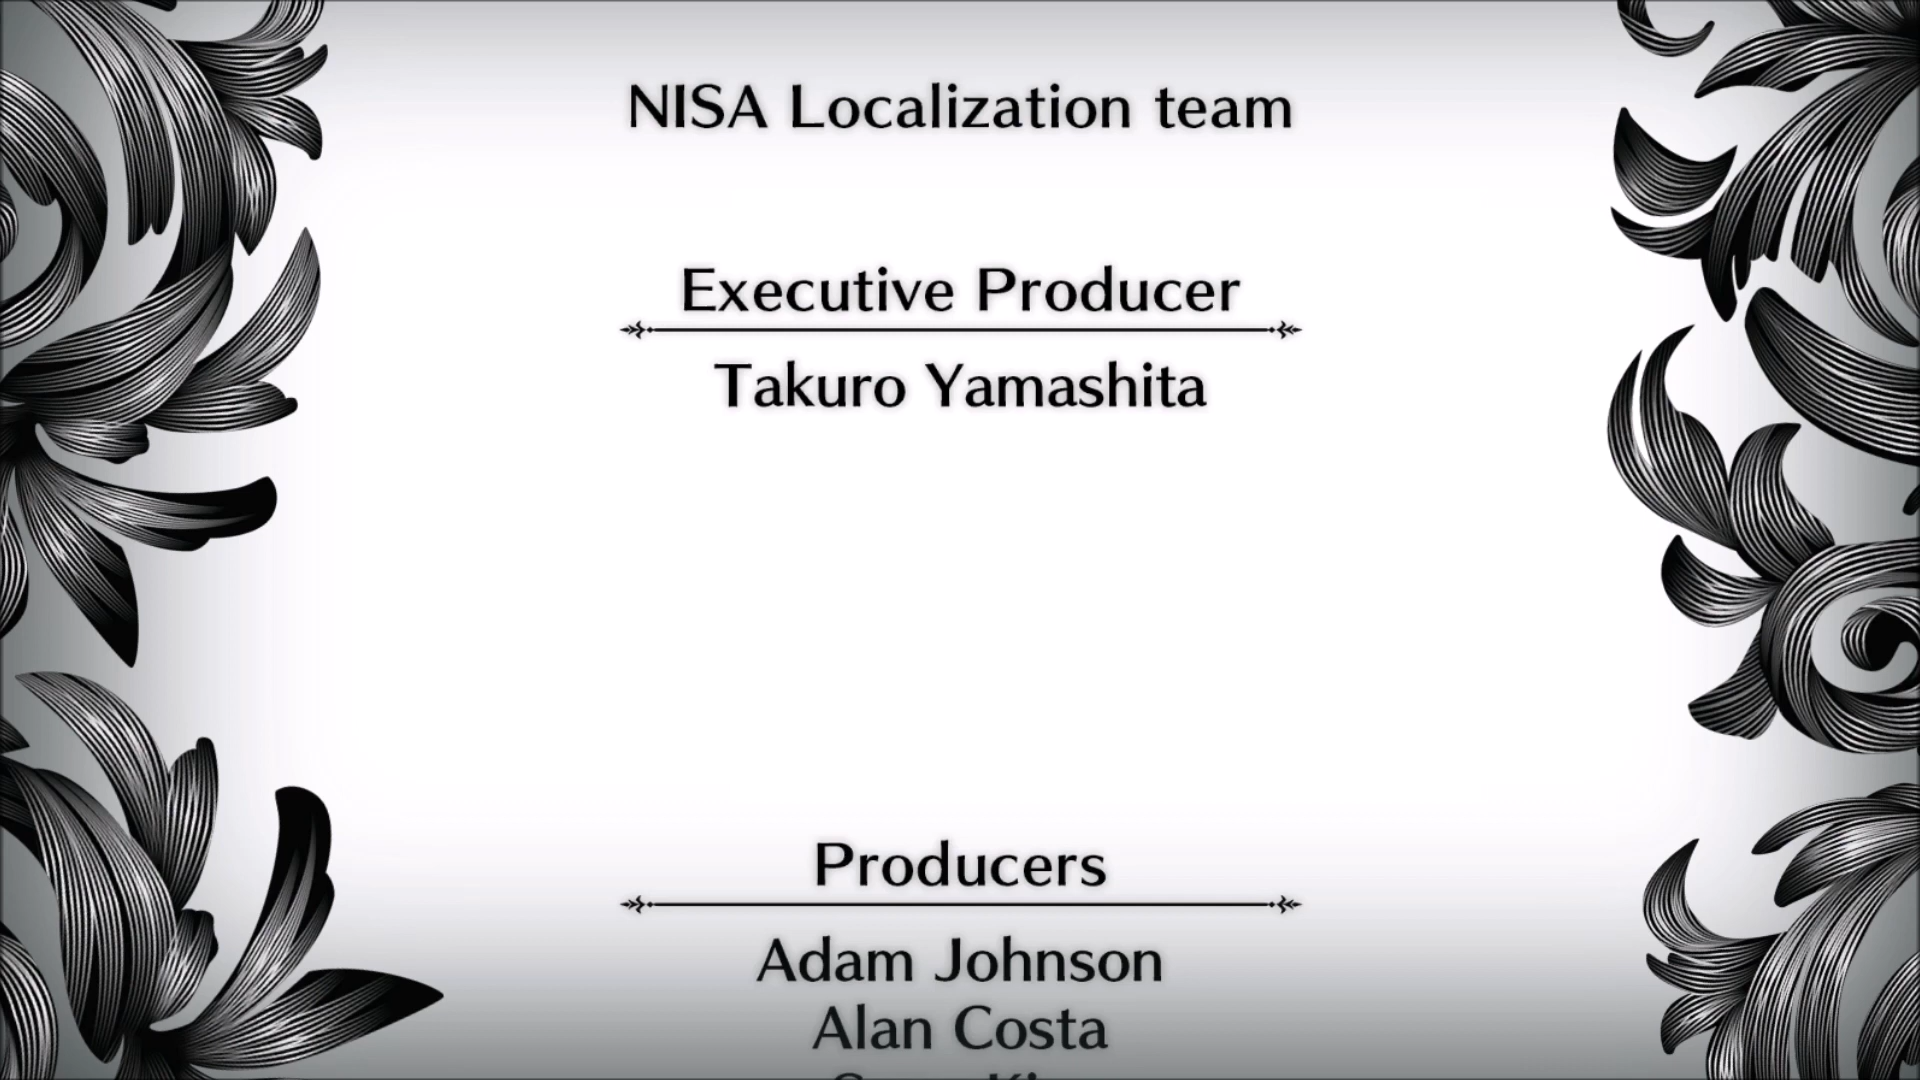 NISA Localization team
Executive Producer
Takuro Yamashita
Producers
Adam Johnson
Alan Costa